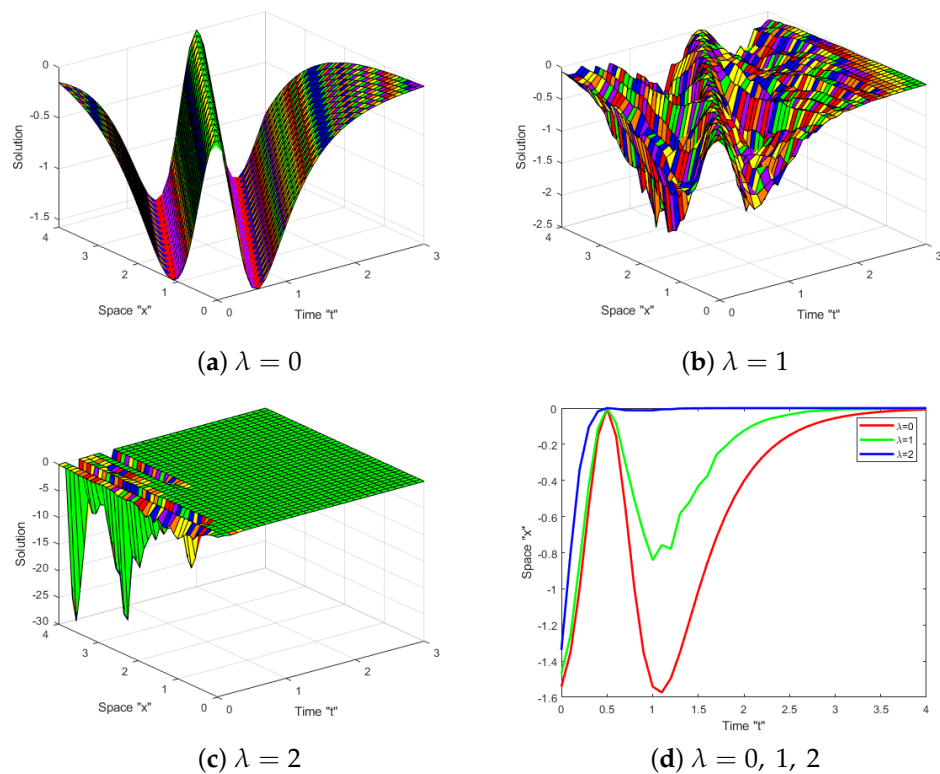 0
-0.5
-1
-1.5
Solution
4
3
2
1
0
Space "x"
0
1
2
3
Time "t"
(a) λ = 0
0
-0.5
-1
-1.5
-2
-2.5
Solution
4
3
2
1
0
Space "x"
0
1
2
3
Time "t"
(b) λ = 1
0
-5
-10
-15
-20
-25
-30
Solution
4
3
2
1
0
Space "x"
0
1
2
3
Time "t"
(c) λ = 2
0
-0.2
-0.4
-0.6
-0.8
-1
-1.2
-1.4
-1.6
Space "x"
λ=0
λ=1
λ=2
0 0.5 1 1.5 2 2.5 3 3.5 4
Time "t"
(d) λ = 0, 1, 2